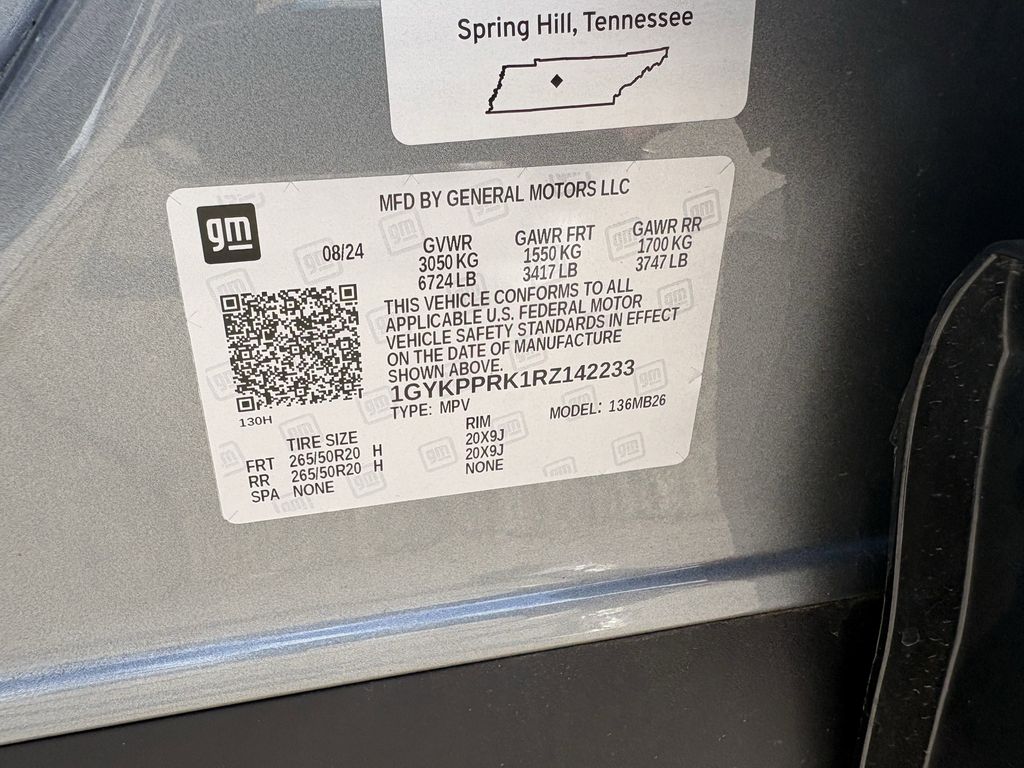 Spring Hill, Tennessee
gm
MFD BY GENERAL MOTORS LLC
08/24
GVWR
3050 KG
6724 LB
GAWR FRT
1550 KG
3417 LB
GAWR RR
1700 KG
3747 LB
THIS VEHICLE CONFORMS TO ALL
APPLICABLE U.S. FEDERAL MOTOR
VEHICLE SAFETY STANDARDS IN EFFECT
ON THE DATE OF MANUFACTURE
SHOWN ABOVE.
1GYKPPRK1RZ142233
TYPE: MPV
MODEL: 136MB26
130H
TIRE SIZE
RIM
FRT 265/50R20 H 20X9J
RR 265/50R20 H 20X9J
SPA NONE NONE